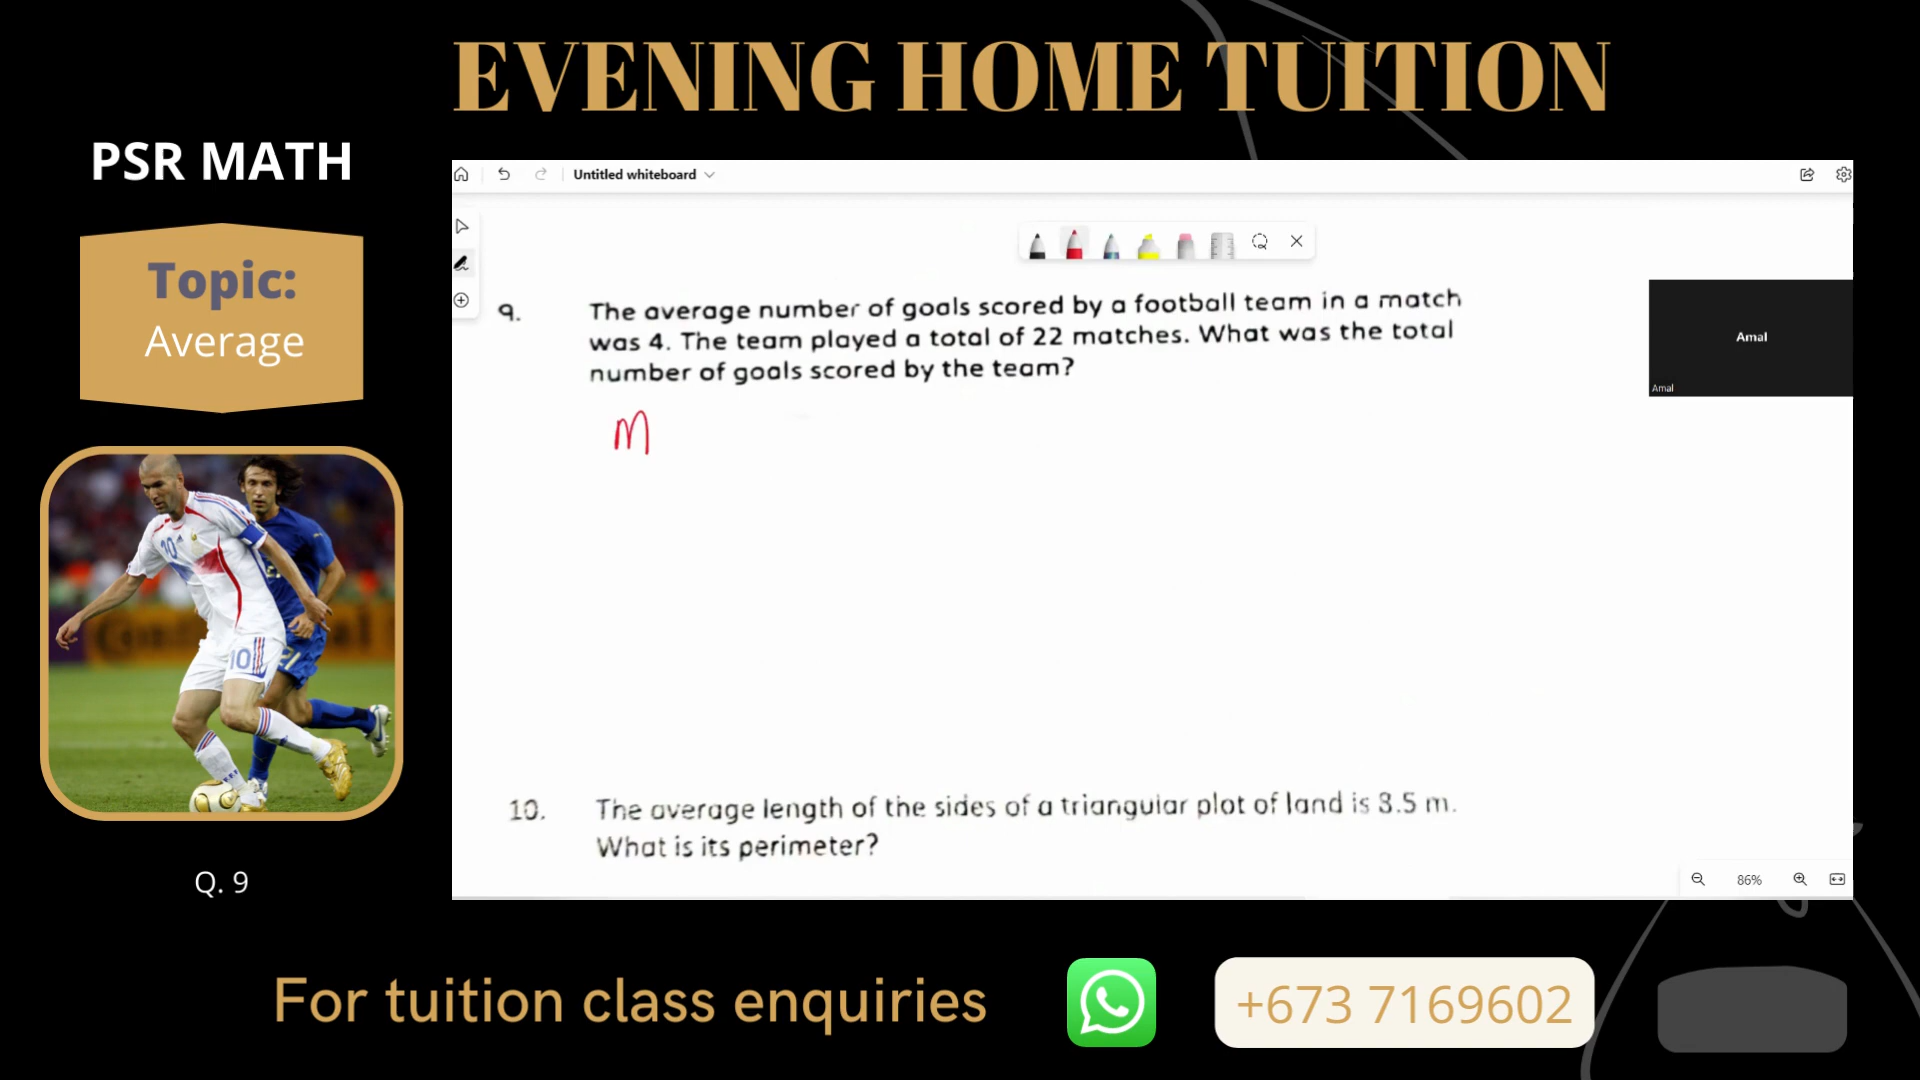 EVENING HOME TUITION
PSR MATH
Topic:
Average
Untitled whiteboard
9. The average number of goals scored by a football team in a match
was 4. The team played a total of 22 matches. What was the total
number of goals scored by the team?
m
Amal
Amal
10. The average length of the sides of a triangular plot of land is 3.5 m.
What is its perimeter?
86%
10
10
21
Q. 9
For tuition class enquiries
+673 7169602